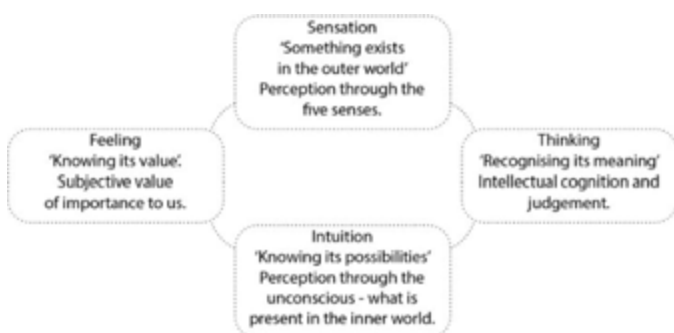 Sensation
‘Something exists
in the outer world’
Perception through the
five senses.
Feeling
‘Knowing its value’.
Subjective value
of importance to us.
Thinking
‘Recognising its meaning’
Intellectual cognition and
judgement.
Intuition
‘Knowing its possibilities’
Perception through the
unconscious - what is
present in the inner world.